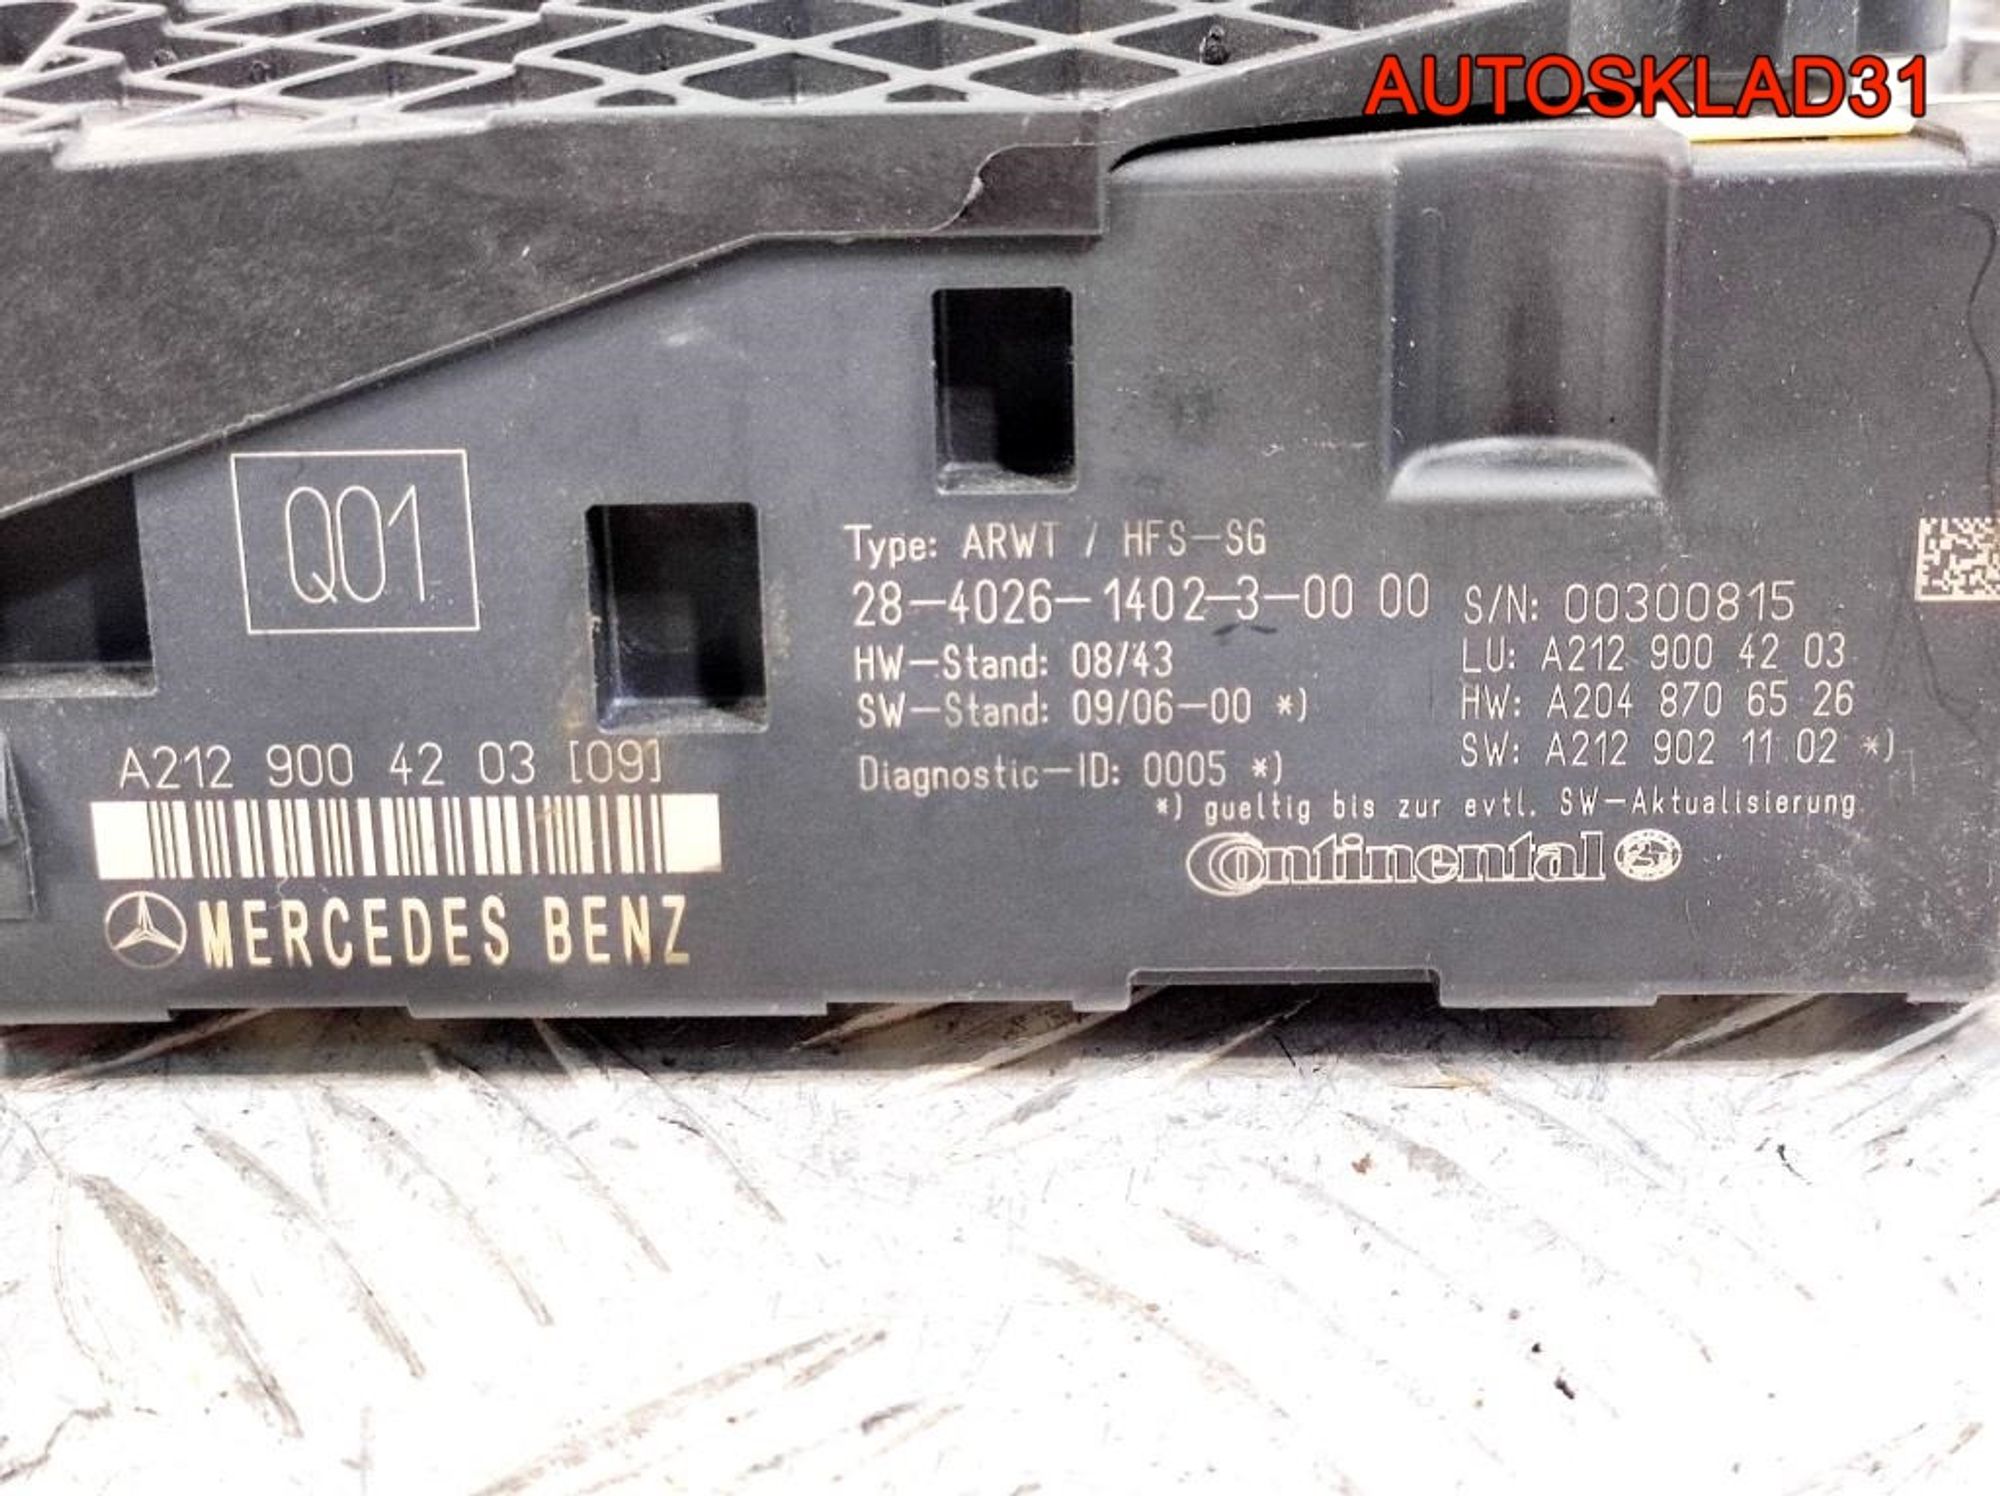 AUTOSKLAD31
Q01
A212 900 42 03 [09]
MERCEDES BENZ
Type: ARWT / HFS-SG
28-4026-1402-3-00 00
HW-Stand: 08/43
SW-Stand: 09/06-00 *)
Diagnostic-ID: 0005 *)
S/N: 00300815
LU: A212 900 42 03
HW: A204 870 65 26
SW: A212 902 11 02 *)
*) gueltig bis zur evtl. SW-Aktualisierung
Continental